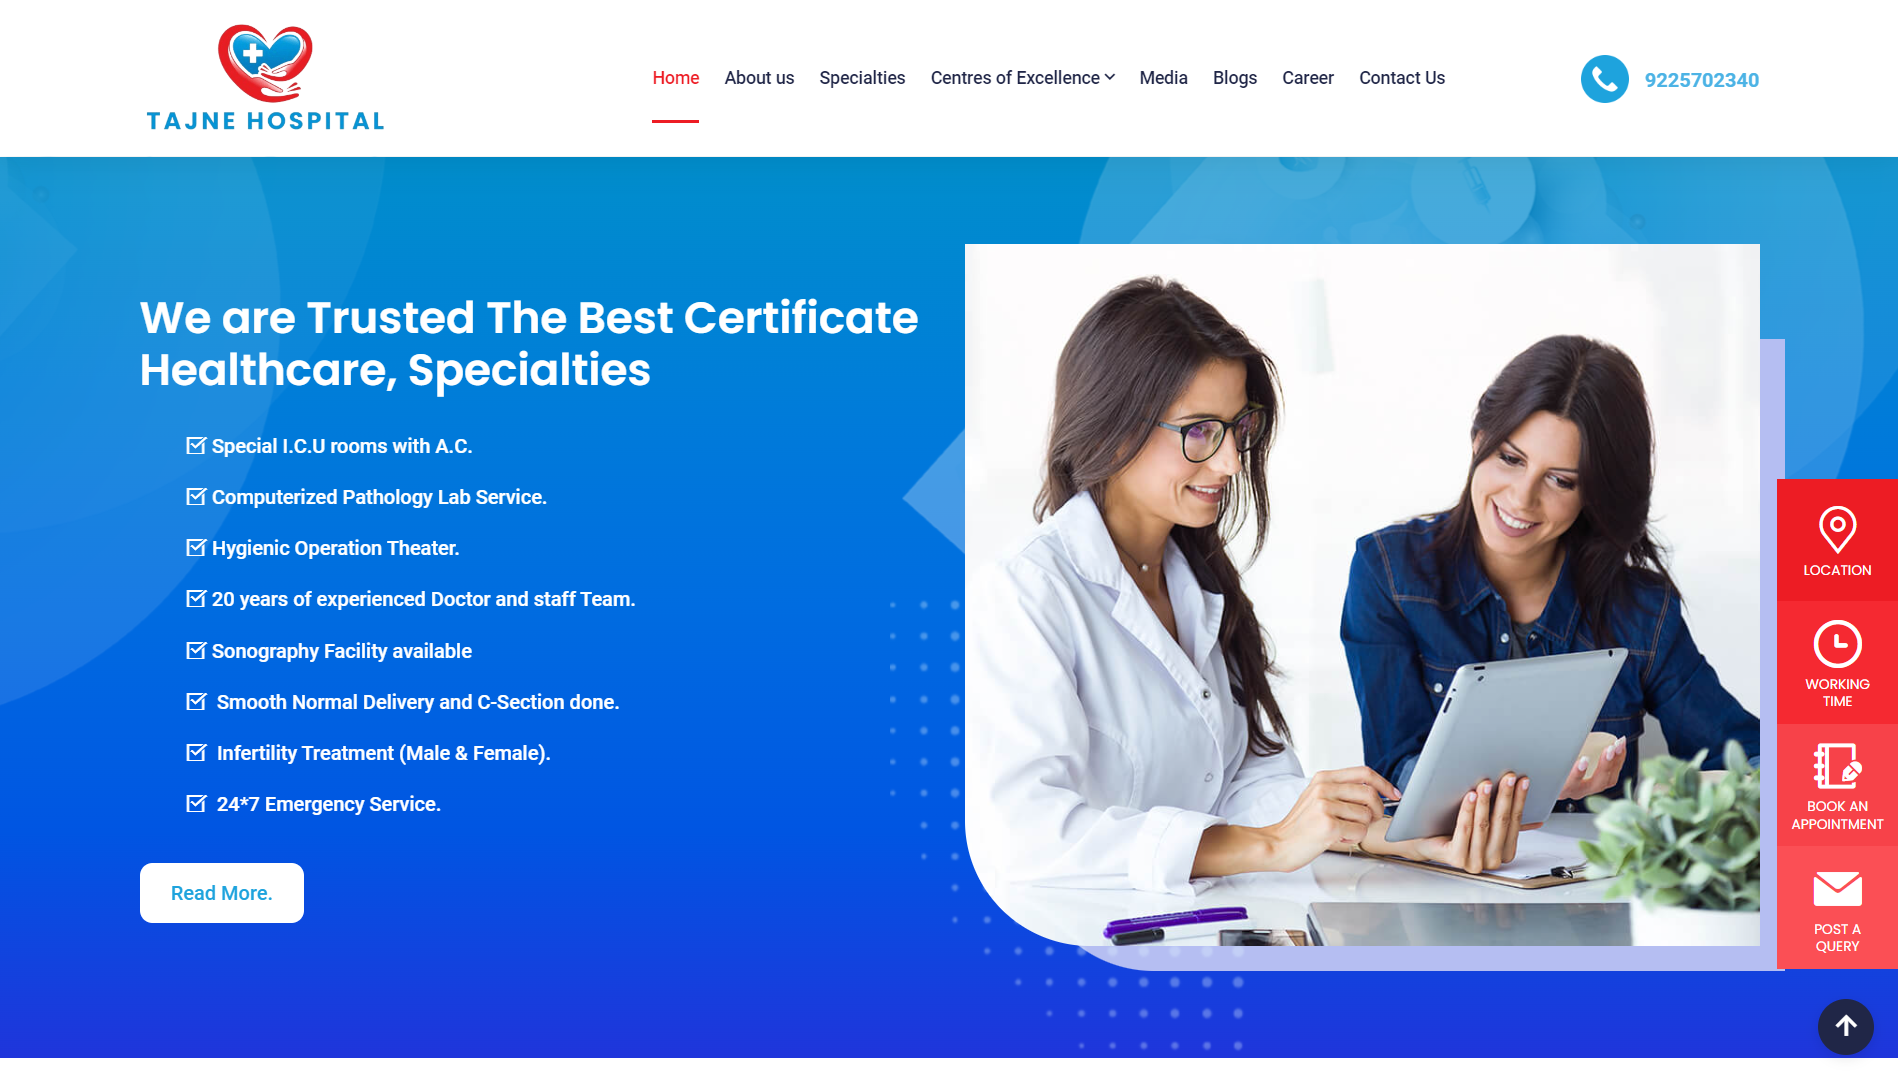 TAJNE HOSPITAL
Home
About us
Specialties
Centres of Excellence
Media
Blogs
Career
Contact Us
9225702340
We are Trusted The Best Certificate
Healthcare, Specialties
Special I.C.U rooms with A.C.
Computerized Pathology Lab Service.
Hygienic Operation Theater.
20 years of experienced Doctor and staff Team.
Sonography Facility available
Smooth Normal Delivery and C-Section done.
Infertility Treatment (Male & Female).
24*7 Emergency Service.
Read More.
LOCATION
WORKING
TIME
BOOK AN
APPOINTMENT
POST A
QUERY